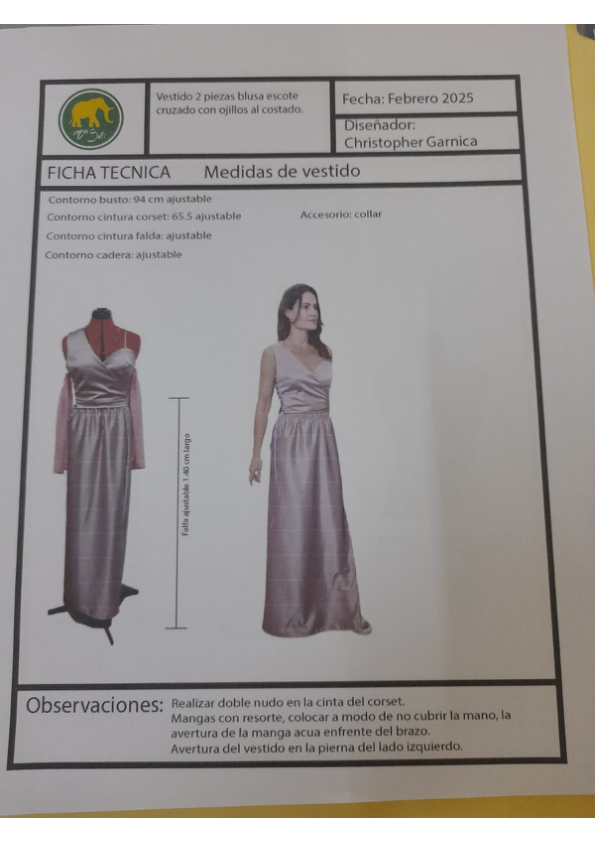 Vestido 2 piezas blusa escote
cruzado con ojillos al costado.
Fecha: Febrero 2025
Diseñador:
Christopher Garnica
FICHA TECNICA Medidas de vestido
Contorno busto: 94 cm ajustable
Contorno cintura corset: 65.5 ajustable
Accesorio: collar
Contorno cintura falda: ajustable
Contorno cadera: ajustable
Falfa ajustable 1.40 cm largo
Observaciones:
Realizar doble nudo en la cinta del corset.
Mangas con resorte, colocar a modo de no cubrir la mano, la
avertura de la manga acua enfrente del brazo.
Avertura del vestido en la pierna del lado izquierdo.